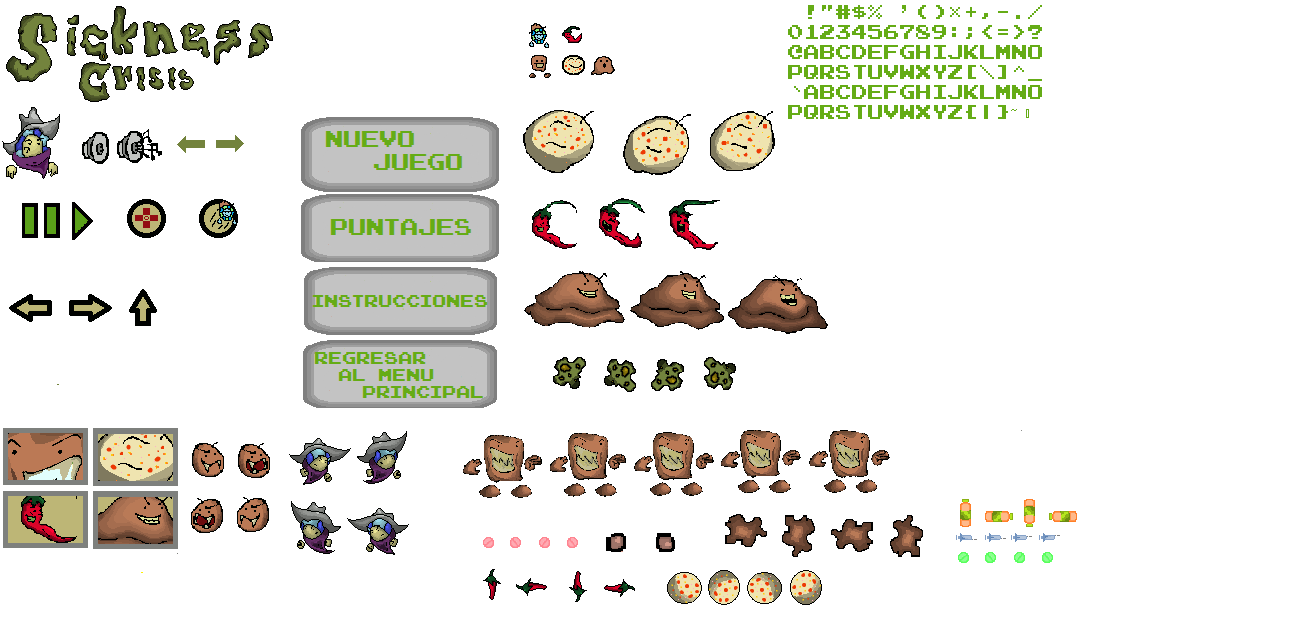 Sickness
Crisis
!"#$% '()×+,-./
0123456789:;<=>?
@ABCDEFGHIJKLMNO
PQRSTUVWXYZ[\]^_
`ABCDEFGHIJKLMNO
PQRSTUVWXYZ{|}~▯
NUEVO
JUEGO
PUNTAJES
INSTRUCCIONES
REGRESAR
AL MENU
PRINCIPAL